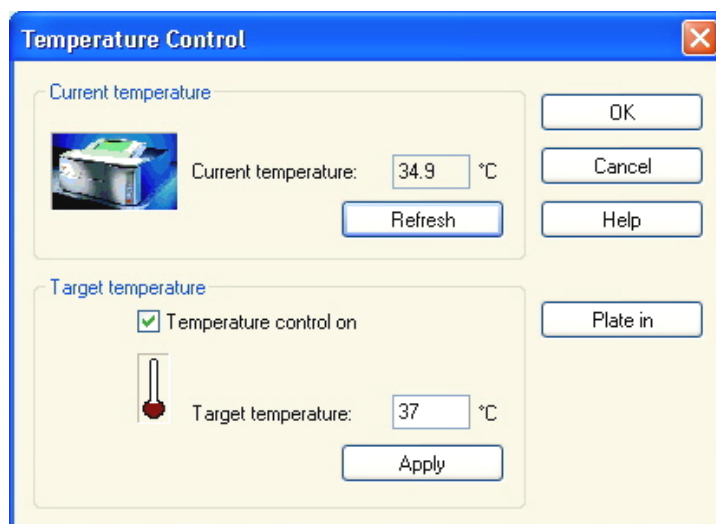 Temperature Control
Current temperature
Current temperature: 34.9 °C
Refresh
OK
Cancel
Help
Target temperature
Temperature control on
Target temperature: 37 °C
Apply
Plate in